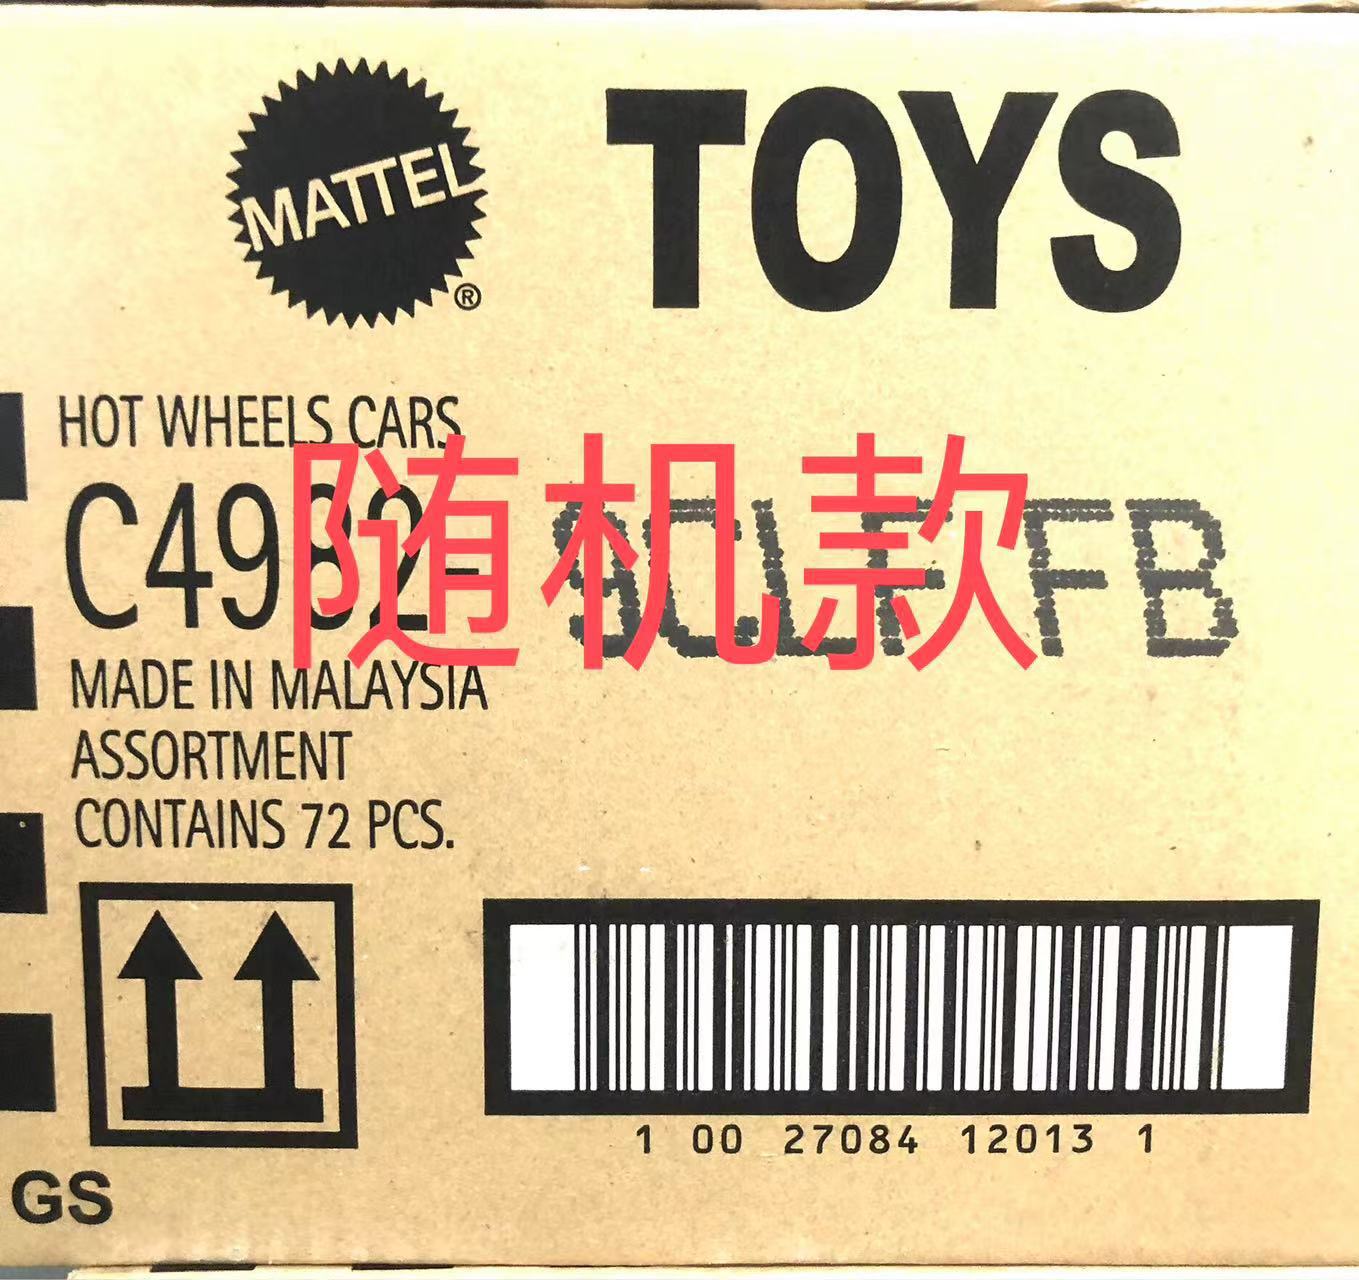 MATTEL
®
TOYS
HOT WHEELS CARS
随机款
MADE IN MALAYSIA
ASSORTMENT
CONTAINS 72 PCS.
1 00 27084 12013 1
GS